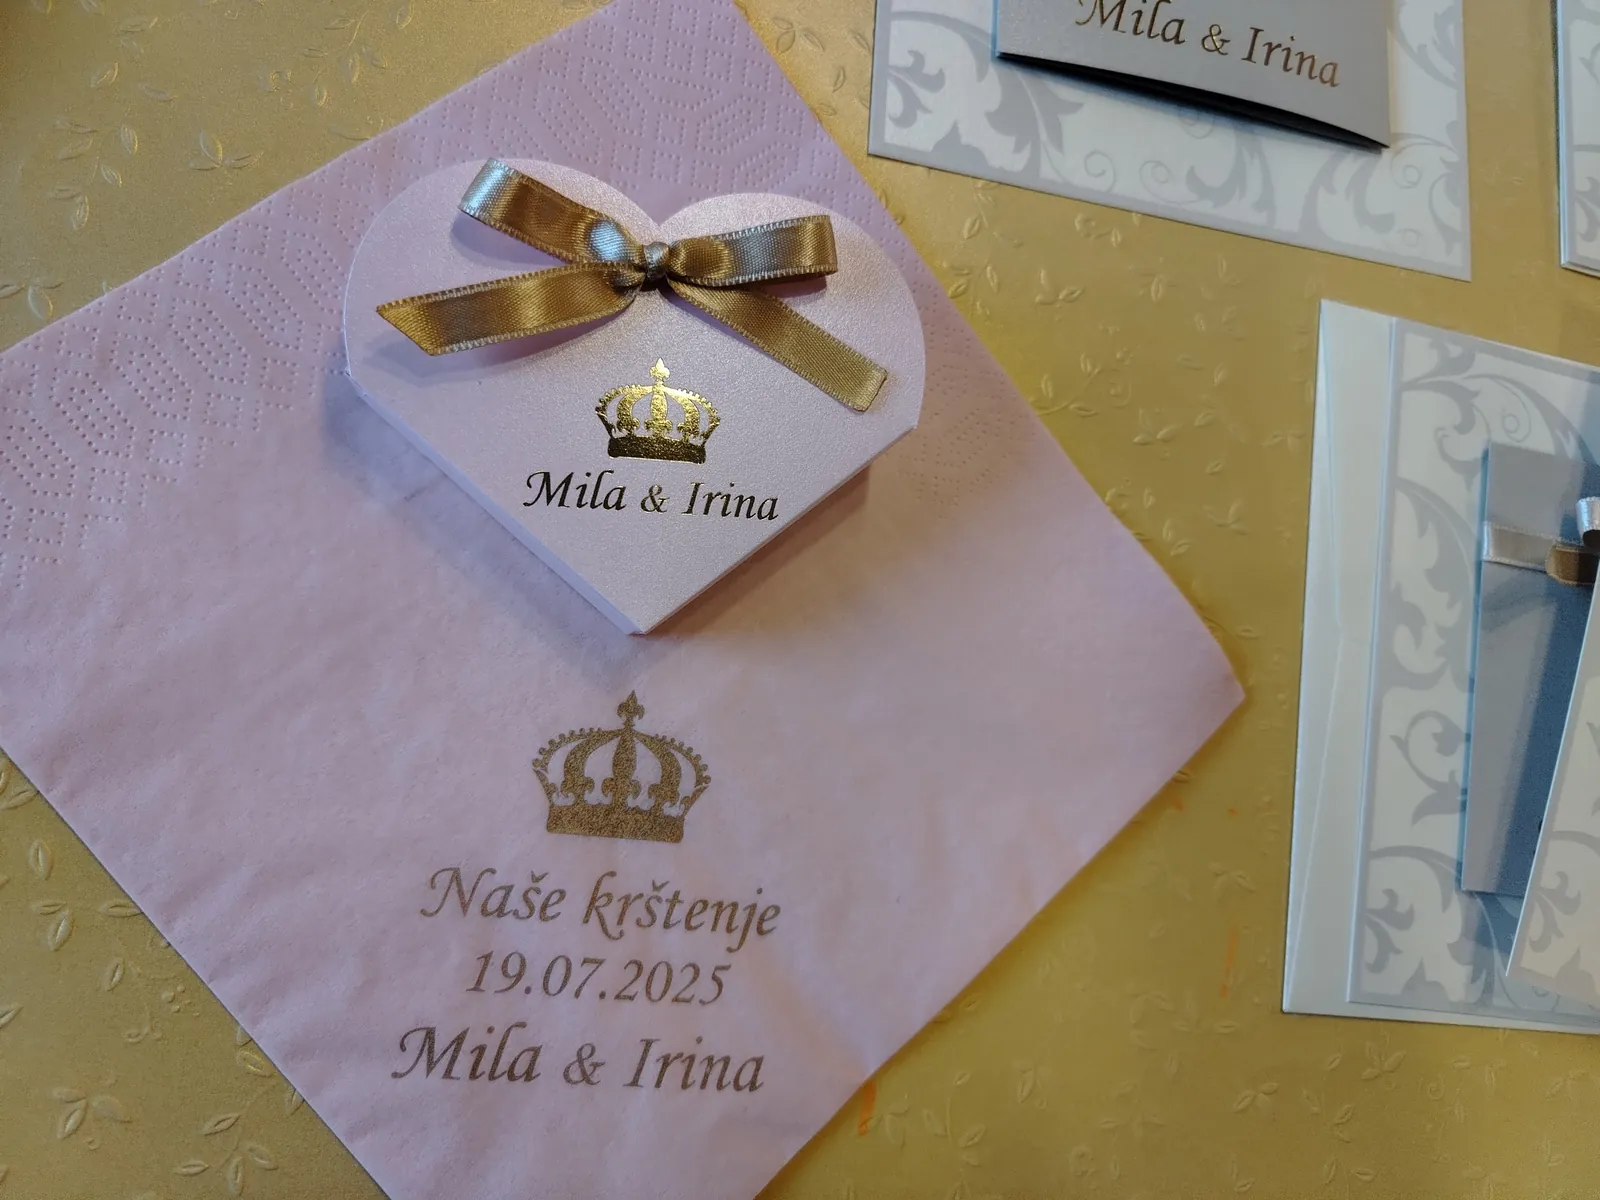 Mila & Irina
Mila & Irina
Naše krštenje
19.07.2025
Mila & Irina